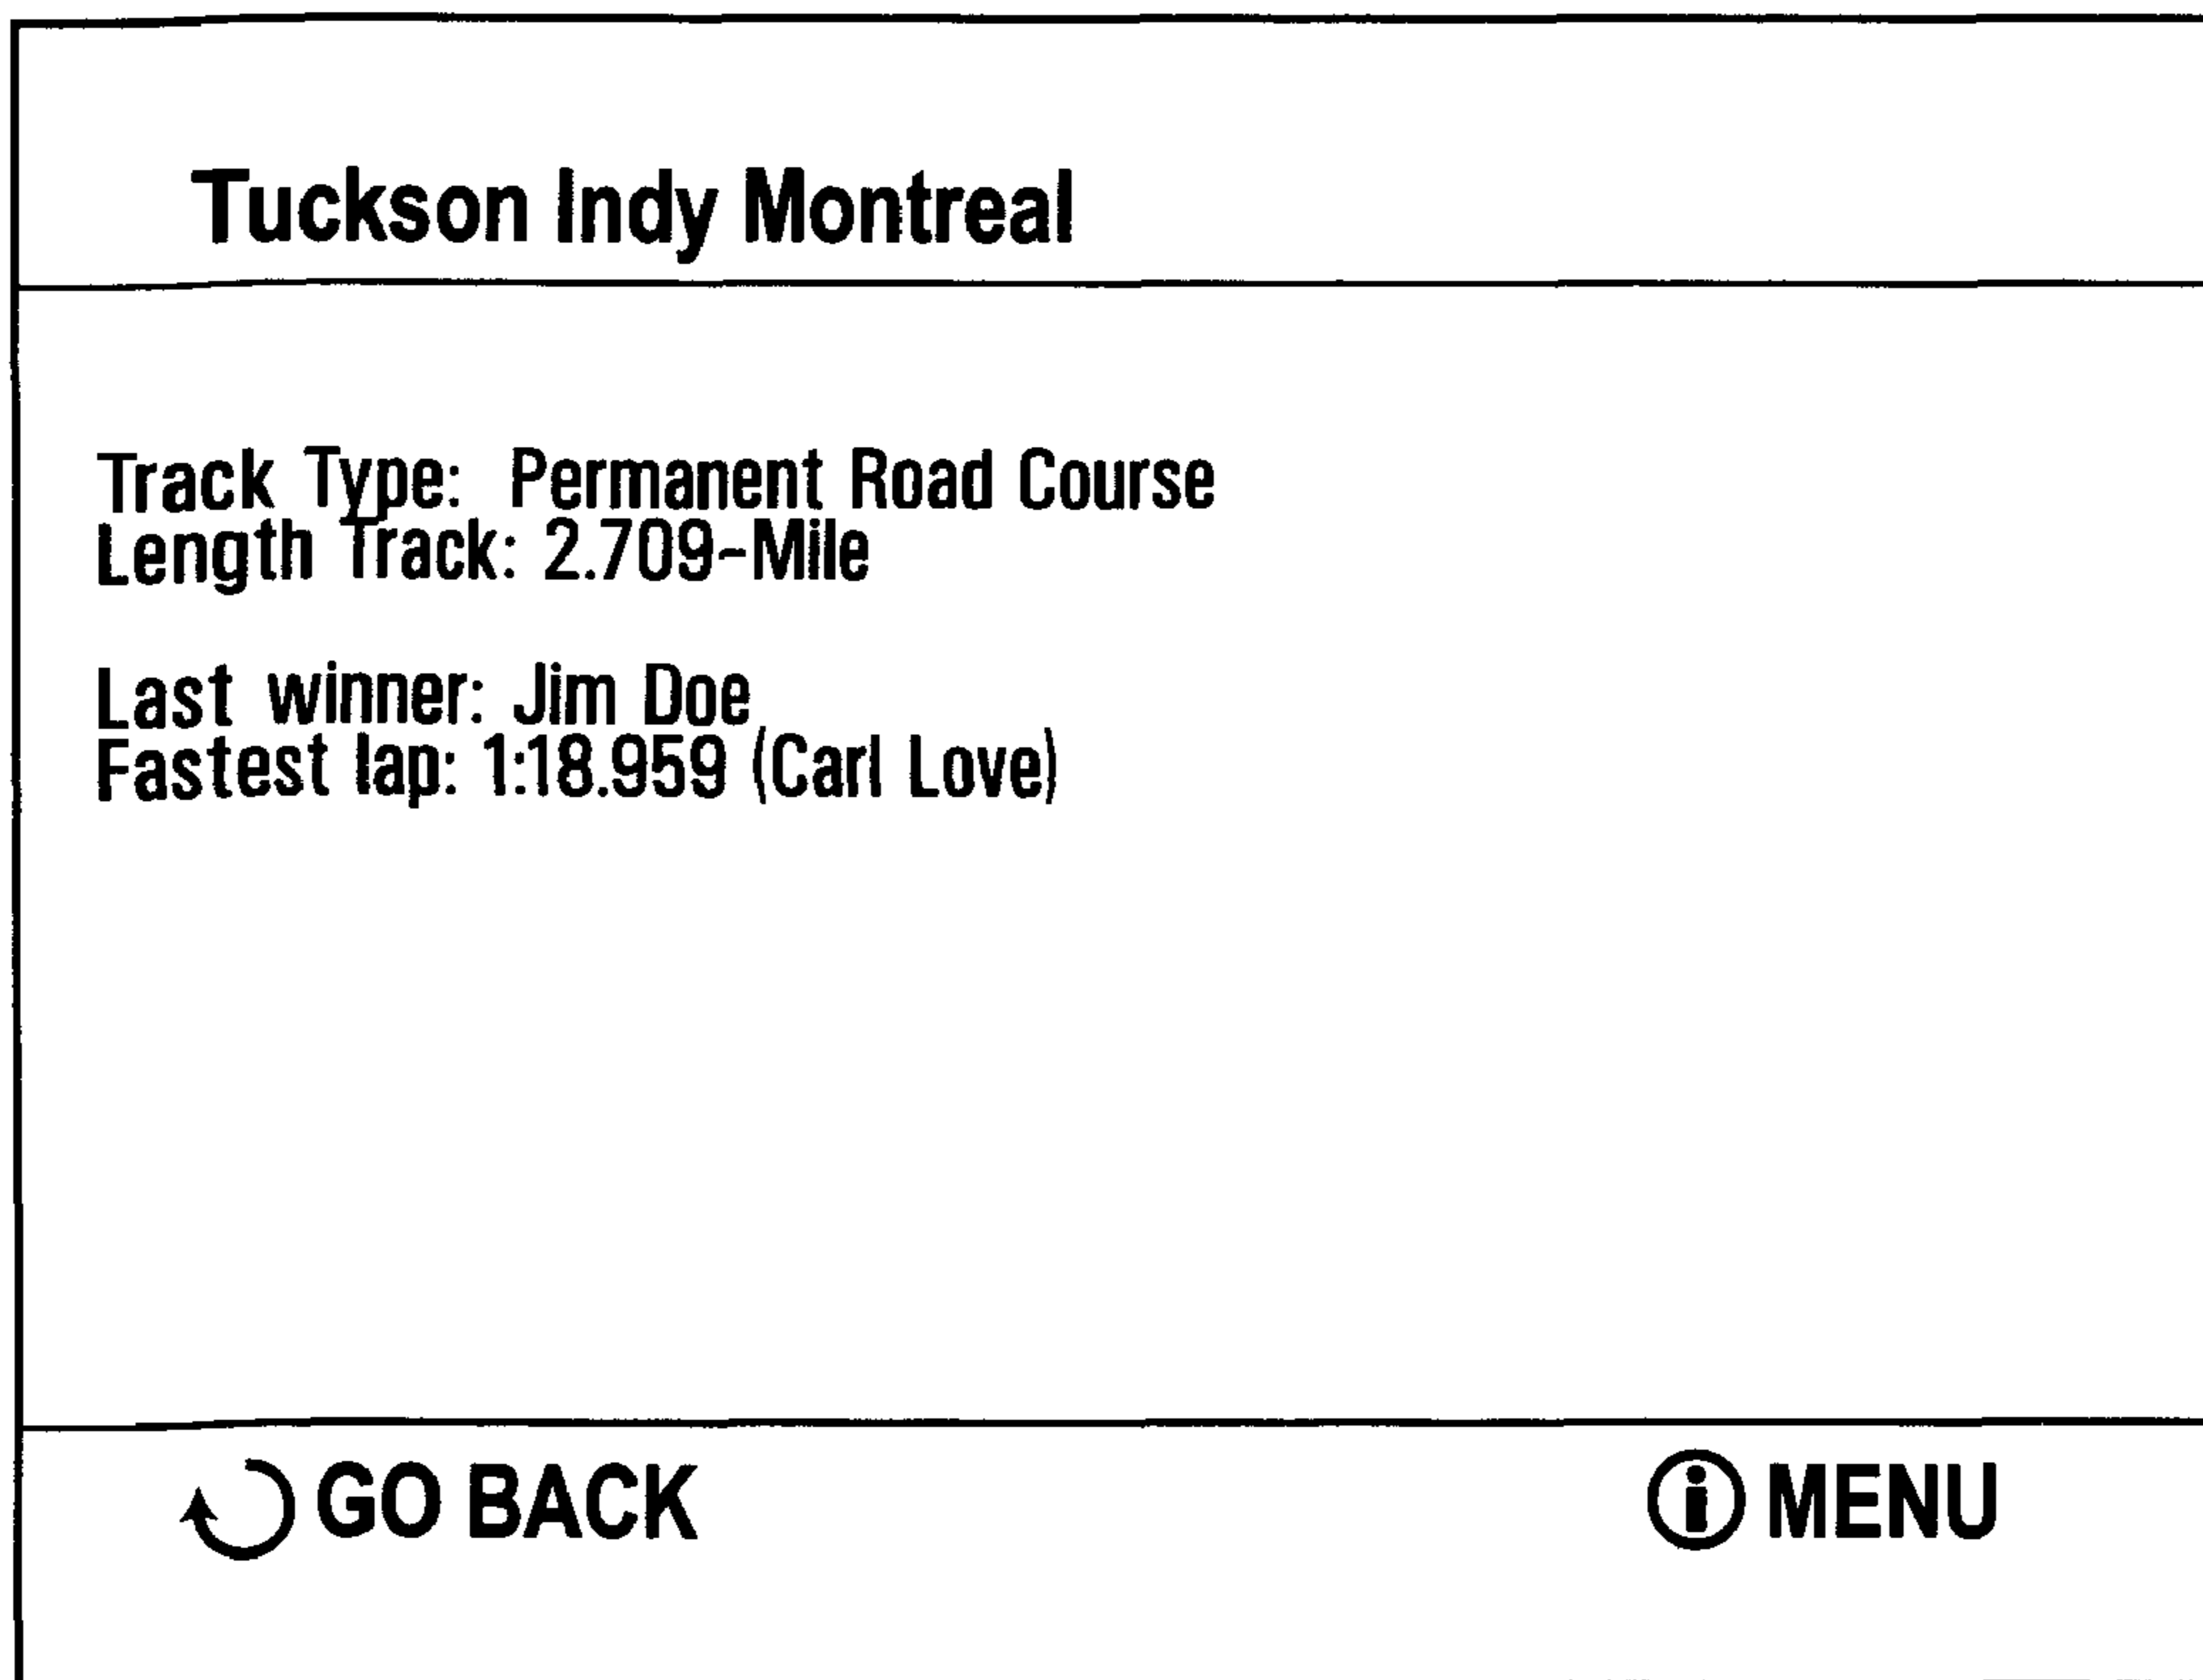 Tuckson Indy Montreal
Track Type: Permanent Road Course
Length Track: 2.709-Mile
Last winner: Jim Doe
Fastest lap: 1:18.959 (Carl Love)
GO BACK
i MENU